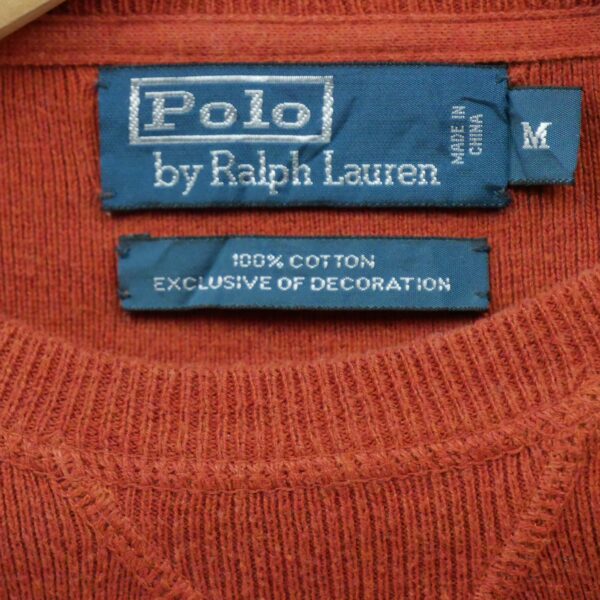 Polo
by Ralph Lauren
MADE IN
CHINA
M
100% COTTON
EXCLUSIVE OF DECORATION